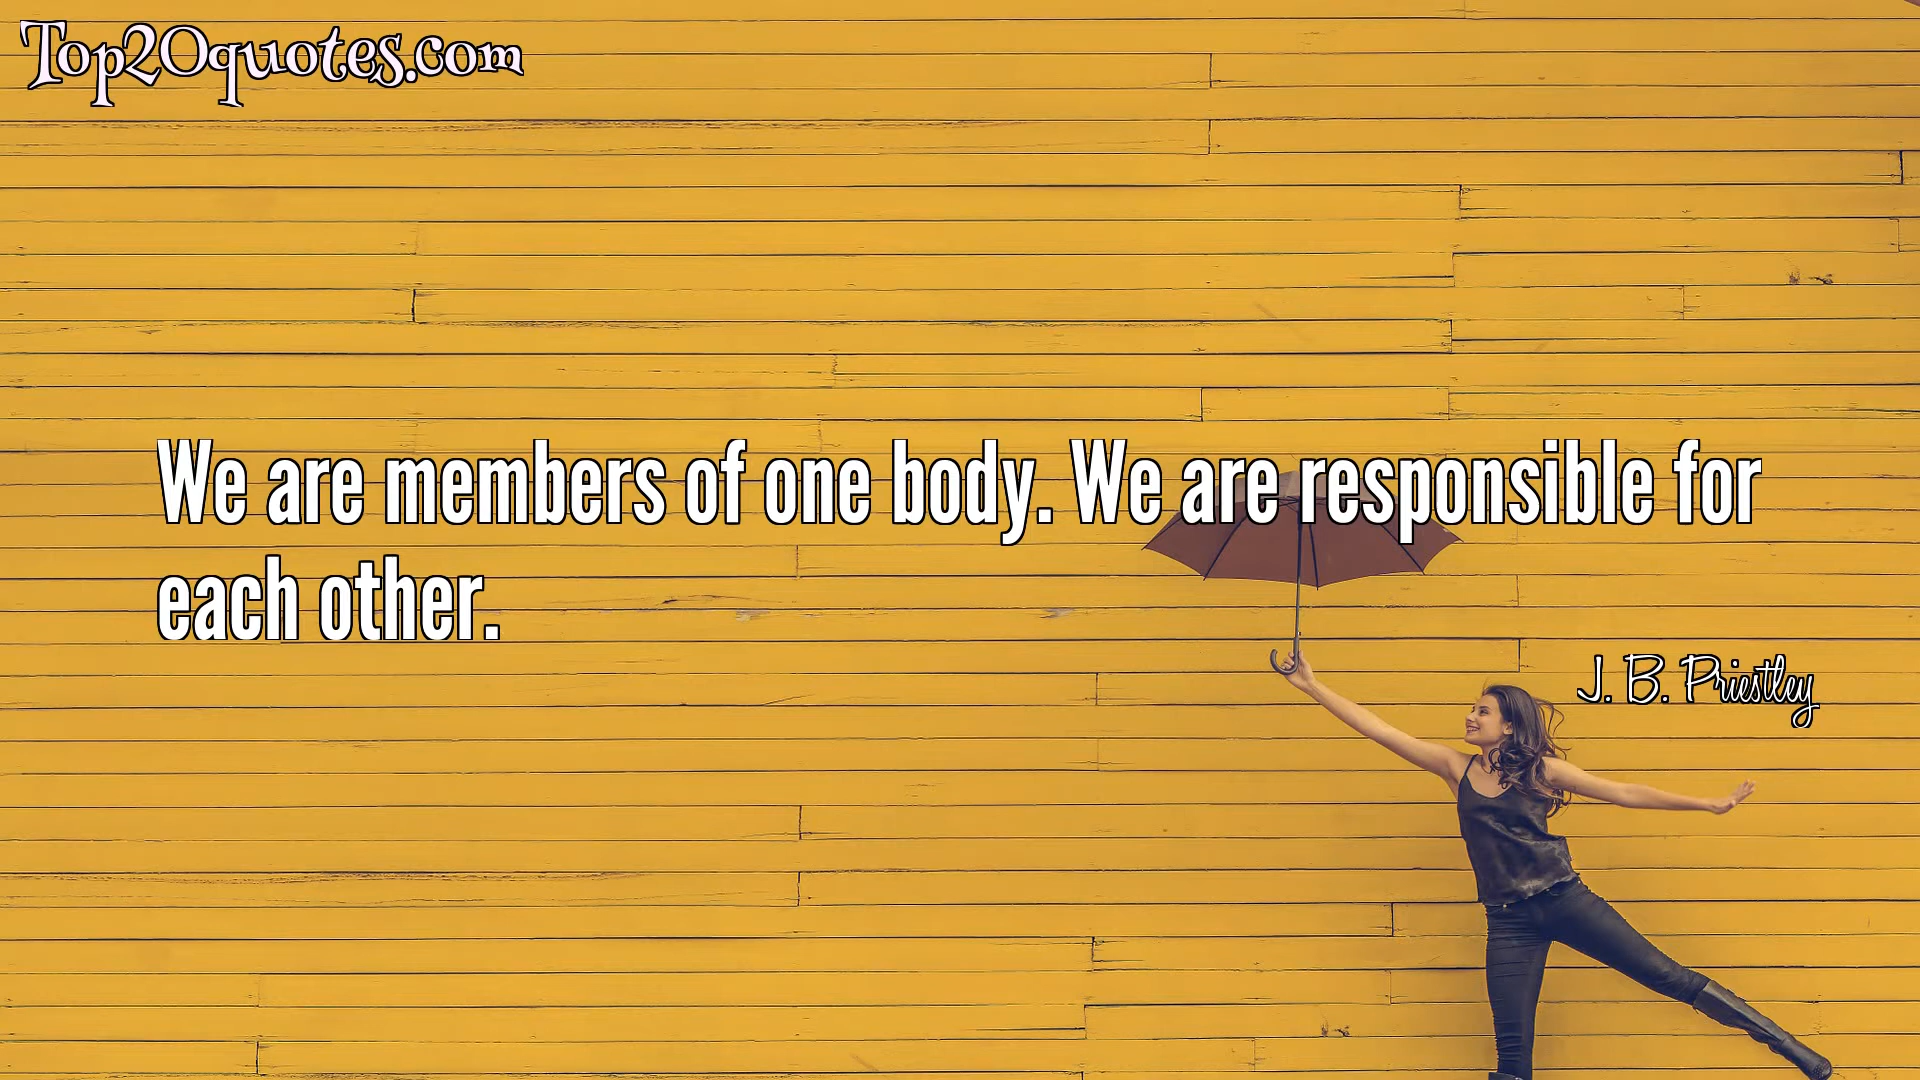 Top20quotes.com
We are members of one body. We are responsible for
each other.
J. B. Priestley